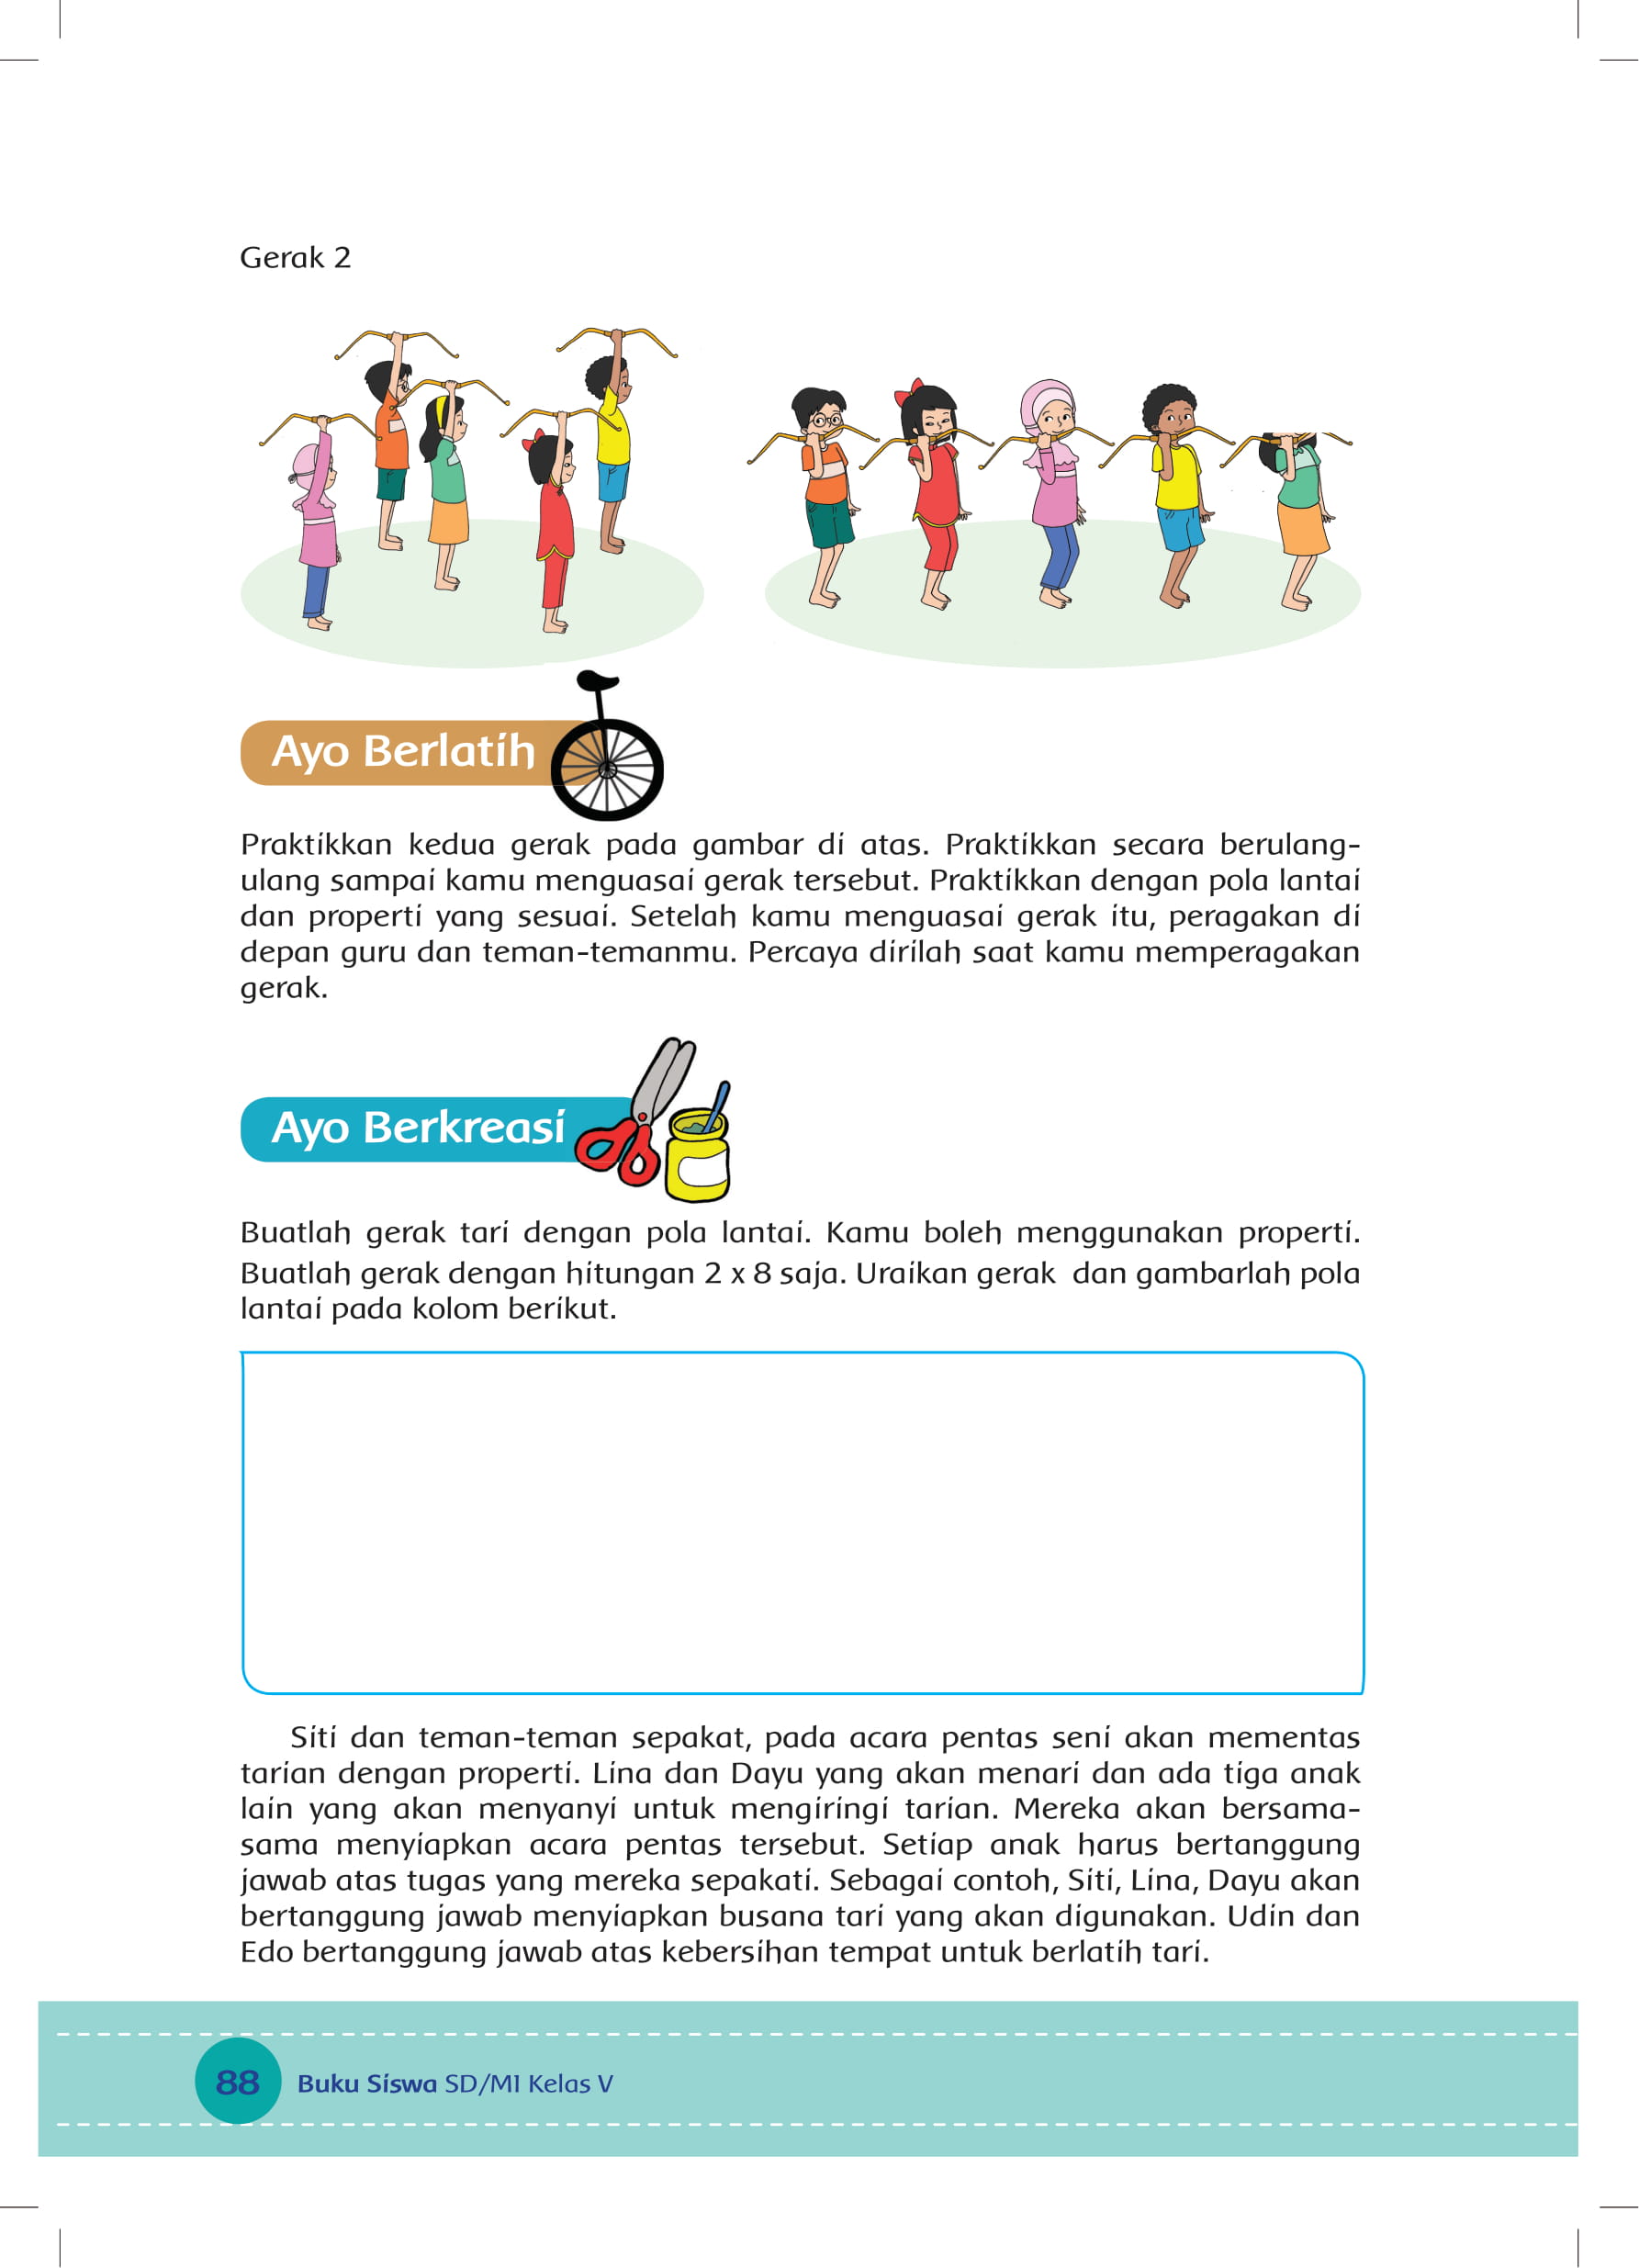 Gerak 2
Ayo Berlatih
Praktikkan kedua gerak pada gambar di atas. Praktikkan secara berulang-
ulang sampai kamu menguasai gerak tersebut. Praktikkan dengan pola lantai
dan properti yang sesuai. Setelah kamu menguasai gerak itu, peragakan di
depan guru dan teman-temanmu. Percaya dirilah saat kamu memperagakan
gerak.
Ayo Berkreasi
Buatlah gerak tari dengan pola lantai. Kamu boleh menggunakan properti.
Buatlah gerak dengan hitungan 2 x 8 saja. Uraikan gerak dan gambarlah pola
lantai pada kolom berikut.
Siti dan teman-teman sepakat, pada acara pentas seni akan mementas
tarian dengan properti. Lina dan Dayu yang akan menari dan ada tiga anak
lain yang akan menyanyi untuk mengiringi tarian. Mereka akan bersama-
sama menyiapkan acara pentas tersebut. Setiap anak harus bertanggung
jawab atas tugas yang mereka sepakati. Sebagai contoh, Siti, Lina, Dayu akan
bertanggung jawab menyiapkan busana tari yang akan digunakan. Udin dan
Edo bertanggung jawab atas kebersihan tempat untuk berlatih tari.
88 Buku Siswa SD/MI Kelas V